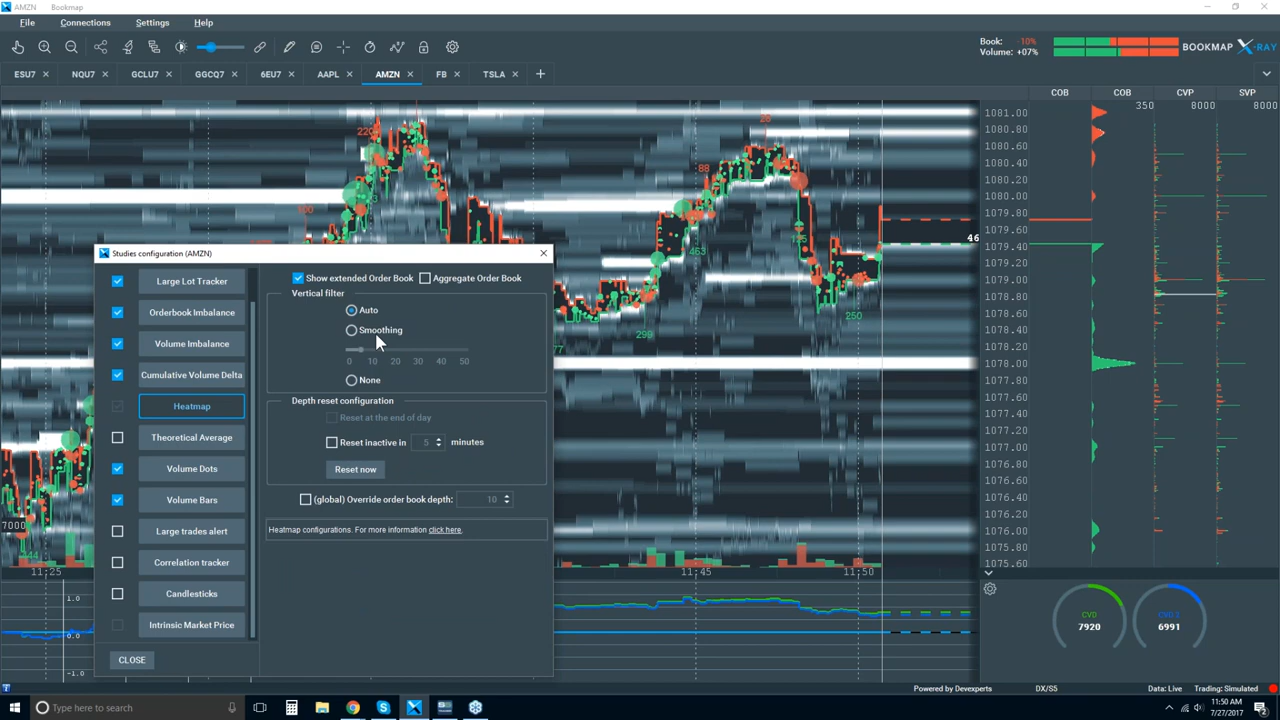 AMZN Bookmap
File Connections Settings Help
Book: -10%
Volume: +07%
BOOKMAP X-RAY
ESU7 × NQU7 × GCLU7 × GGCQ7 × 6EU7 × AAPL × AMZN × FB × TSLA × +
COB COB CVP SVP
350 8000 8000
1081.00
1080.80
1080.60
1080.40
1080.20
1080.00
1079.80
1079.40
1079.00
1078.80
1078.60
1078.40
1078.20
1078.00
1077.80
1077.60
1077.40
1077.20
1077.00
1076.80
1076.60
1076.40
1076.20
1076.00
1075.80
1075.60
220
88
463
299
250
46
7000
Studies configuration (AMZN)
Large Lot Tracker
Orderbook Imbalance
Volume Imbalance
Cumulative Volume Delta
Heatmap
Theoretical Average
Volume Dots
Volume Bars
Large trades alert
Correlation tracker
Candlesticks
Intrinsic Market Price
CLOSE
Show extended Order Book Aggregate Order Book
Vertical filter
Auto
Smoothing
0 10 20 30 40 50
None
Depth reset configuration
Reset at the end of day
Reset inactive in 5 minutes
Reset now
(global) Override order book depth: 10
Heatmap configurations. For more information click here.
11:25 11:45 11:50
1.0
0.0
-1.0
CVD
7920
6991
Powered by Devexperts DX/S5 Data: Live Trading: Simulated
Type here to search
11:50 AM
7/27/2017